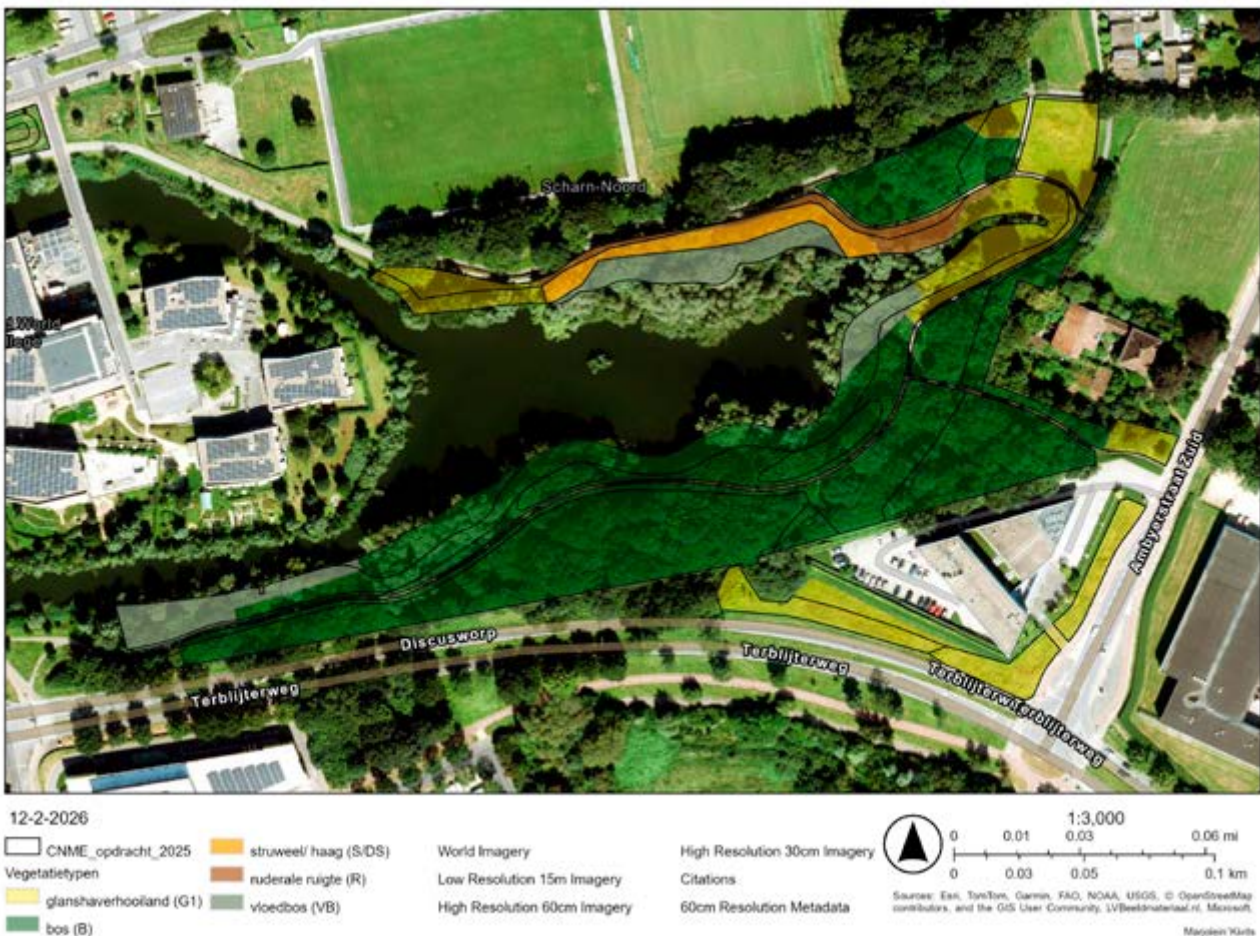 Scharn-Noord
d World
llege
Ambyerstraat Zuid
Discusworp
Terblijterweg
Terblijterweg
Terblijterweg
Terblijterweg
12-2-2026
CNME_opdracht_2025
Vegetatietypen
glanshaverhooiland (G1)
bos (B)
struweel/ haag (S/DS)
ruderale ruigte (R)
vloedbos (VB)
World Imagery
Low Resolution 15m Imagery
High Resolution 60cm Imagery
High Resolution 30cm Imagery
Citations
60cm Resolution Metadata
1:3,000
0 0.01 0.03 0.06 mi
0 0.03 0.05 0.1 km
Sources: Esri, TomTom, Garmin, FAO, NOAA, USGS, © OpenStreetMap
contributors, and the GIS User Community, LVBeeldmateriaal.nl, Microsoft,